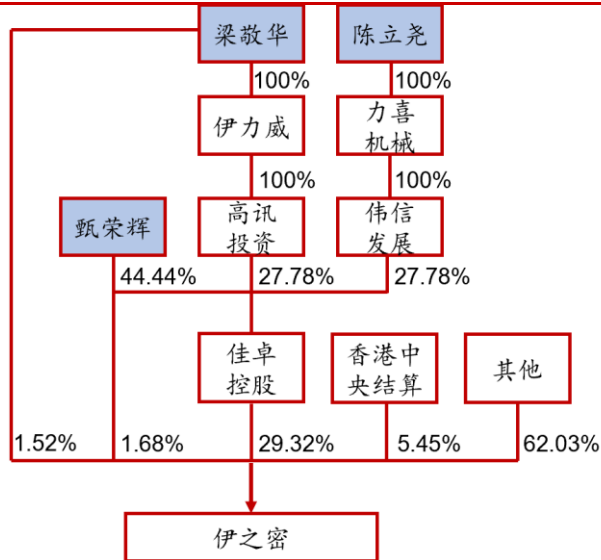 梁敬华 陈立尧
100% 100%
伊力威 力喜
机械
100% 100%
甄荣辉 高讯
投资 伟信
发展
44.44% 27.78% 27.78%
佳卓
控股 香港中
央结算 其他
1.52% 1.68% 29.32% 5.45% 62.03%
伊之密